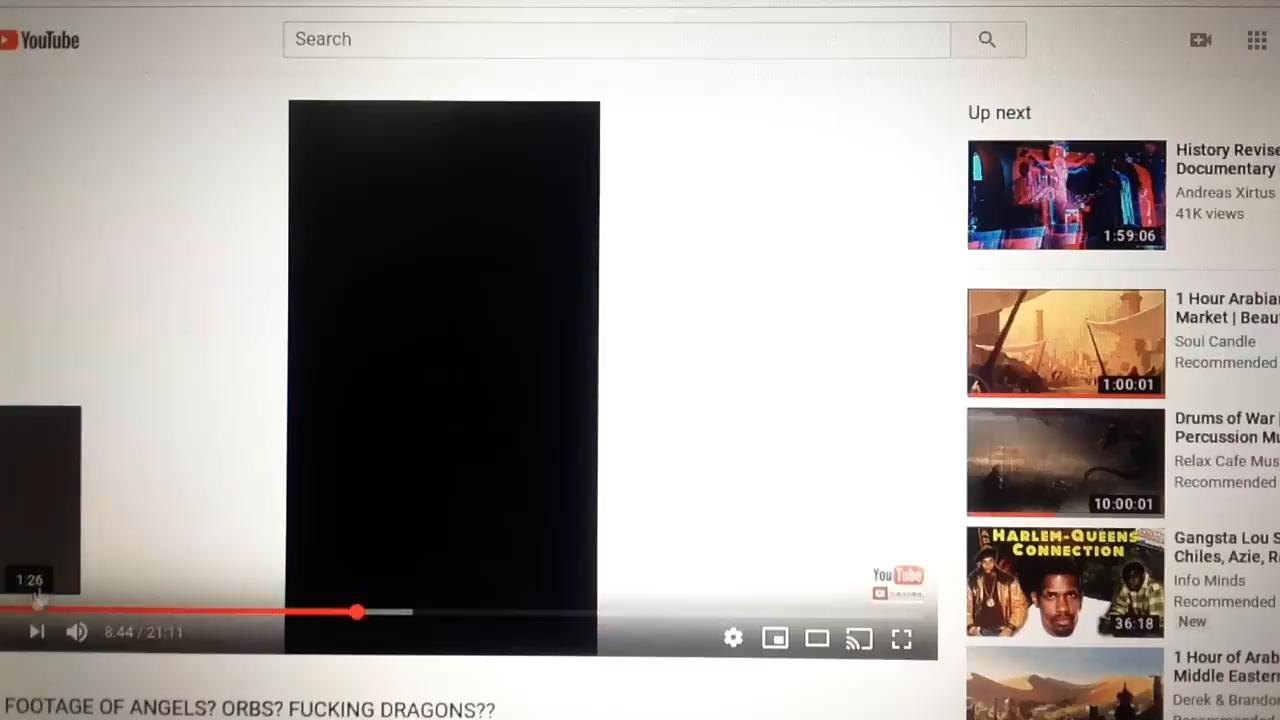 YouTube
Search
Up next
History Revise
Documentary
Andreas Xirtus
41K views
1:59:06
1 Hour Arabia
Market | Beau
Soul Candle
Recommended
1:00:01
Drums of War |
Percussion Mu
Relax Cafe Mus
Recommended
10:00:01
HARLEM-QUEENS
CONNECTION
Gangsta Lou S
Chiles, Azie, R
Info Minds
Recommended
New
36:18
1 Hour of Arab
Middle Eastern
Derek & Brando
1:26
YouTube
8:44 / 21:11
FOOTAGE OF ANGELS? ORBS? FUCKING DRAGONS??